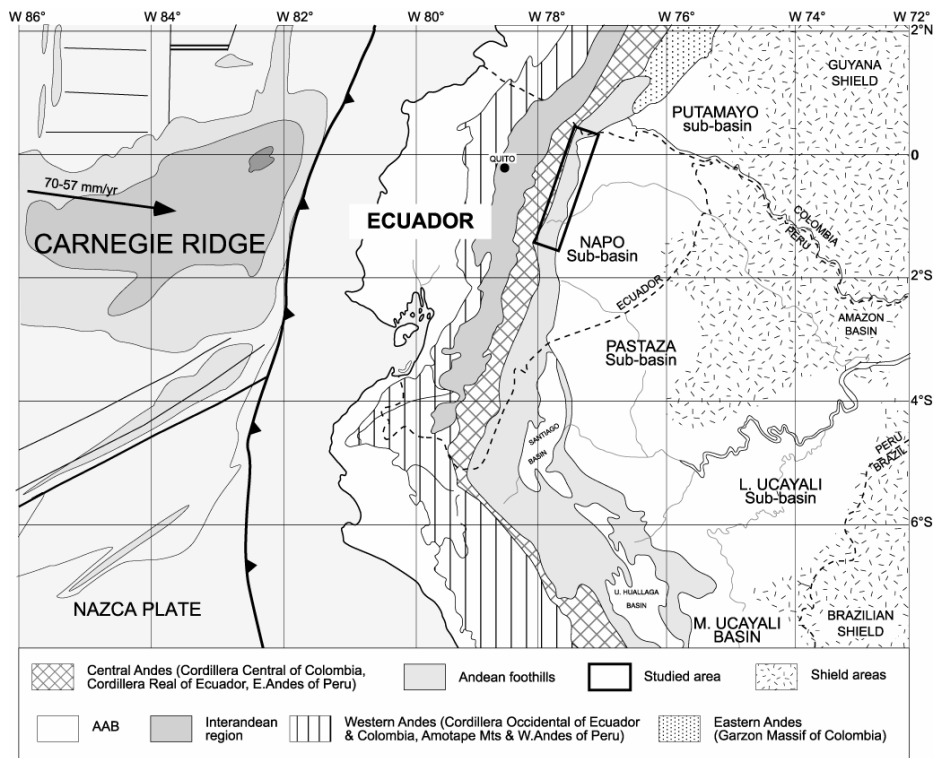 W 86° W 84° W 82° W 80° W 78° W 76° W 74° W 72°
2°N
GUYANA
SHIELD
PUTAMAYO
sub-basin
QUITO
0
70-57 mm/yr
CARNEGIE RIDGE
ECUADOR
COLOMBIA
PERU
NAPO
Sub-basin
ECUADOR
2°S
AMAZON
BASIN
PASTAZA
Sub-basin
4°S
SANTIAGO
BASIN
PERU
BRAZIL
L. UCAYALI
Sub-basin
6°S
U. HUALLAGA
BASIN
NAZCA PLATE
M. UCAYALI
BASIN
BRAZILIAN
SHIELD
Central Andes (Cordillera Central of Colombia,
Cordillera Real of Ecuador, E.Andes of Peru)
Andean foothills
Studied area
Shield areas
AAB
Interandean
region
Western Andes (Cordillera Occidental of Ecuador
& Colombia, Amotape Mts & W.Andes of Peru)
Eastern Andes
(Garzon Massif of Colombia)